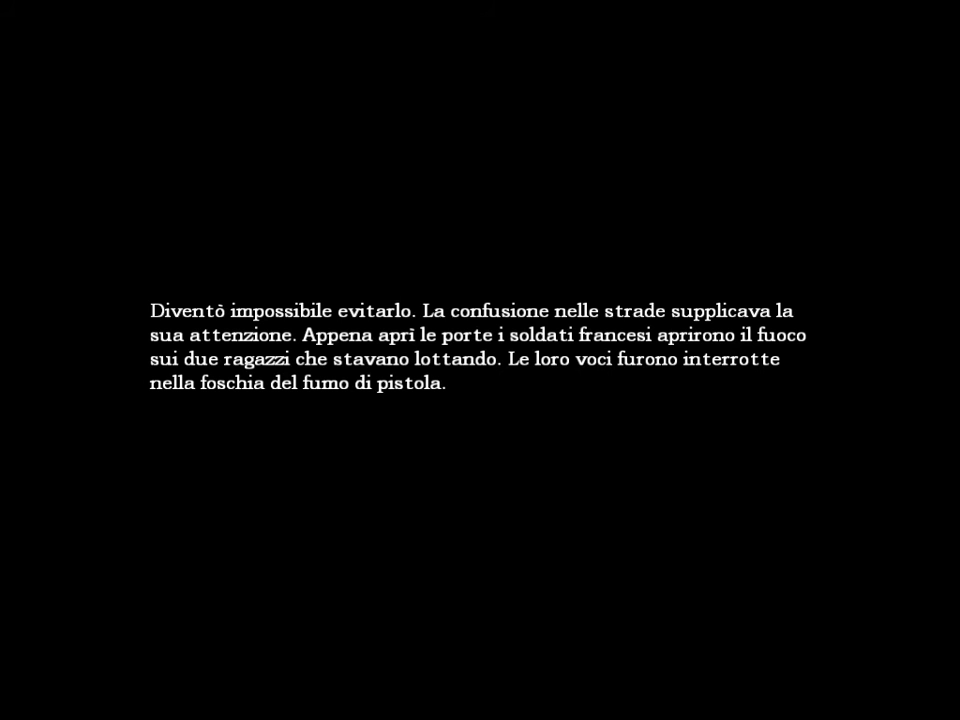 Diventò impossibile evitarlo. La confusione nelle strade supplicava la
sua attenzione. Appena aprì le porte i soldati francesi aprirono il fuoco
sui due ragazzi che stavano lottando. Le loro voci furono interrotte
nella foschia del fumo di pistola.